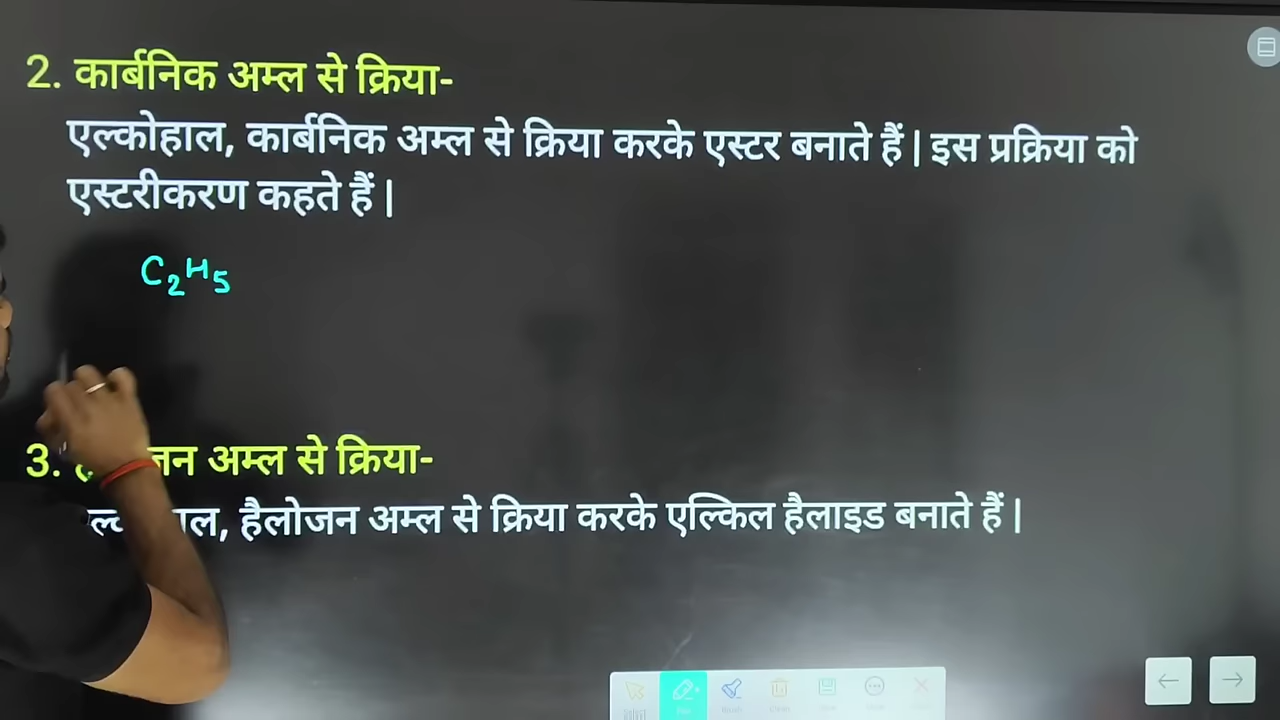 2. कार्बनिक अम्ल से क्रिया-
एल्कोहाल, कार्बनिक अम्ल से क्रिया करके एस्टर बनाते हैं | इस प्रक्रिया को
एस्टरीकरण कहते हैं |
C₂H₅
3. अम्ल से क्रिया-
हैलोजन अम्ल से क्रिया करके एल्किल हैलाइड बनाते हैं |